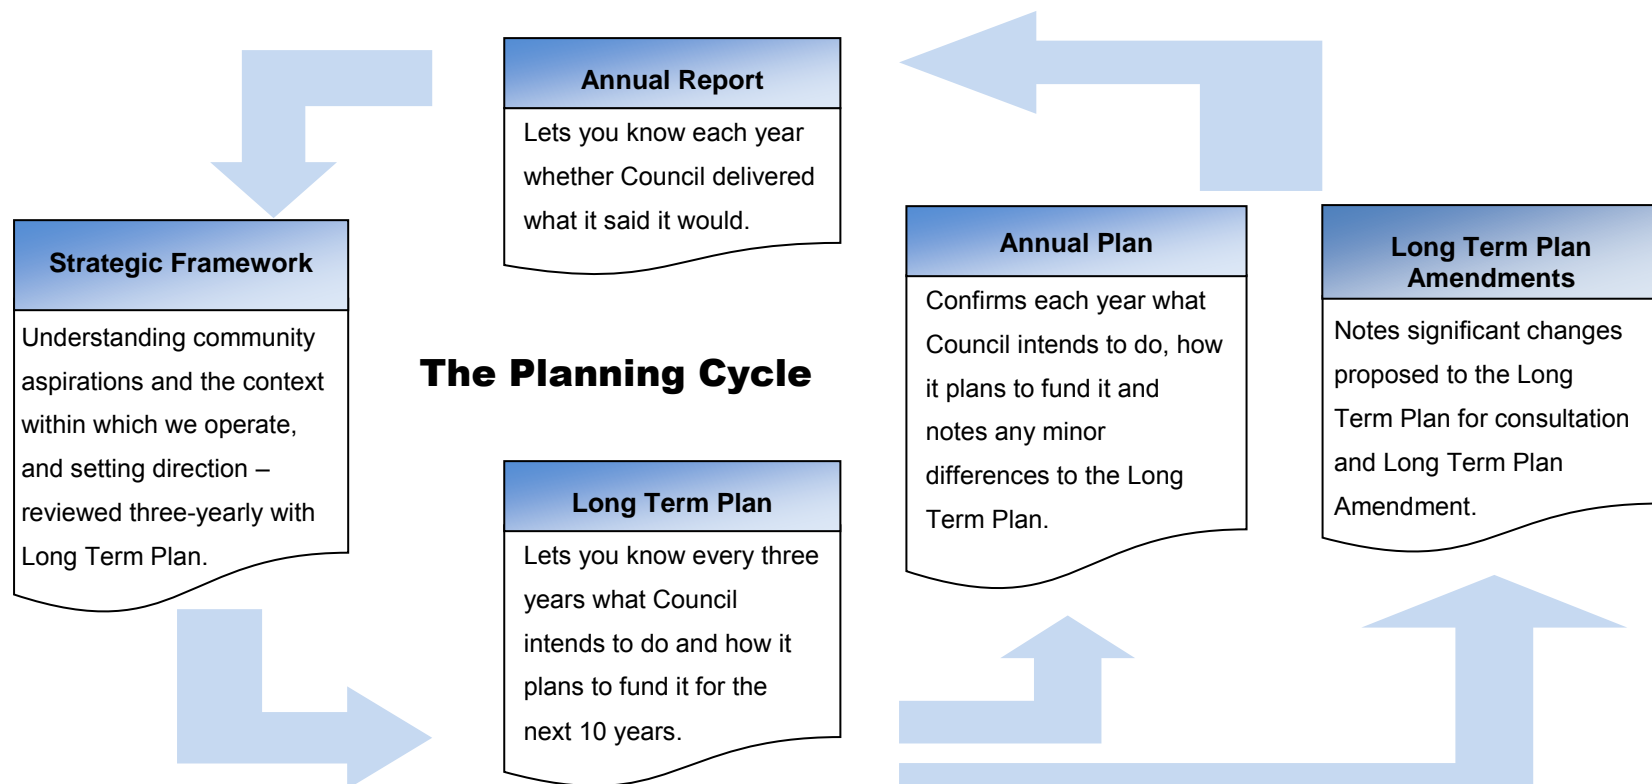 Annual Report
Lets you know each year
whether Council delivered
what it said it would.
Strategic Framework
Understanding community
aspirations and the context
within which we operate,
and setting direction –
reviewed three-yearly with
Long Term Plan.
The Planning Cycle
Long Term Plan
Lets you know every three
years what Council
intends to do and how it
plans to fund it for the
next 10 years.
Annual Plan
Confirms each year what
Council intends to do, how
it plans to fund it and
notes any minor
differences to the Long
Term Plan.
Long Term Plan
Amendments
Notes significant changes
proposed to the Long
Term Plan for consultation
and Long Term Plan
Amendment.